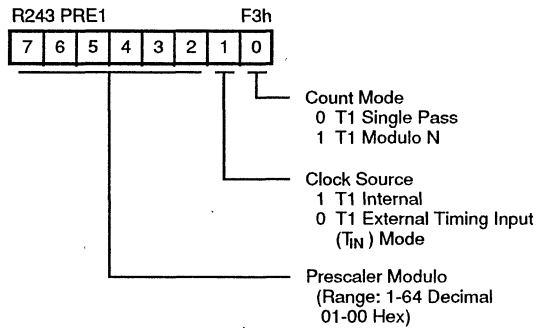 R243 PRE1 F3h
7 6 5 4 3 2 1 0
Count Mode
0 T1 Single Pass
1 T1 Modulo N
Clock Source
1 T1 Internal
0 T1 External Timing Input
(TIN) Mode
Prescaler Modulo
(Range: 1-64 Decimal
01-00 Hex)